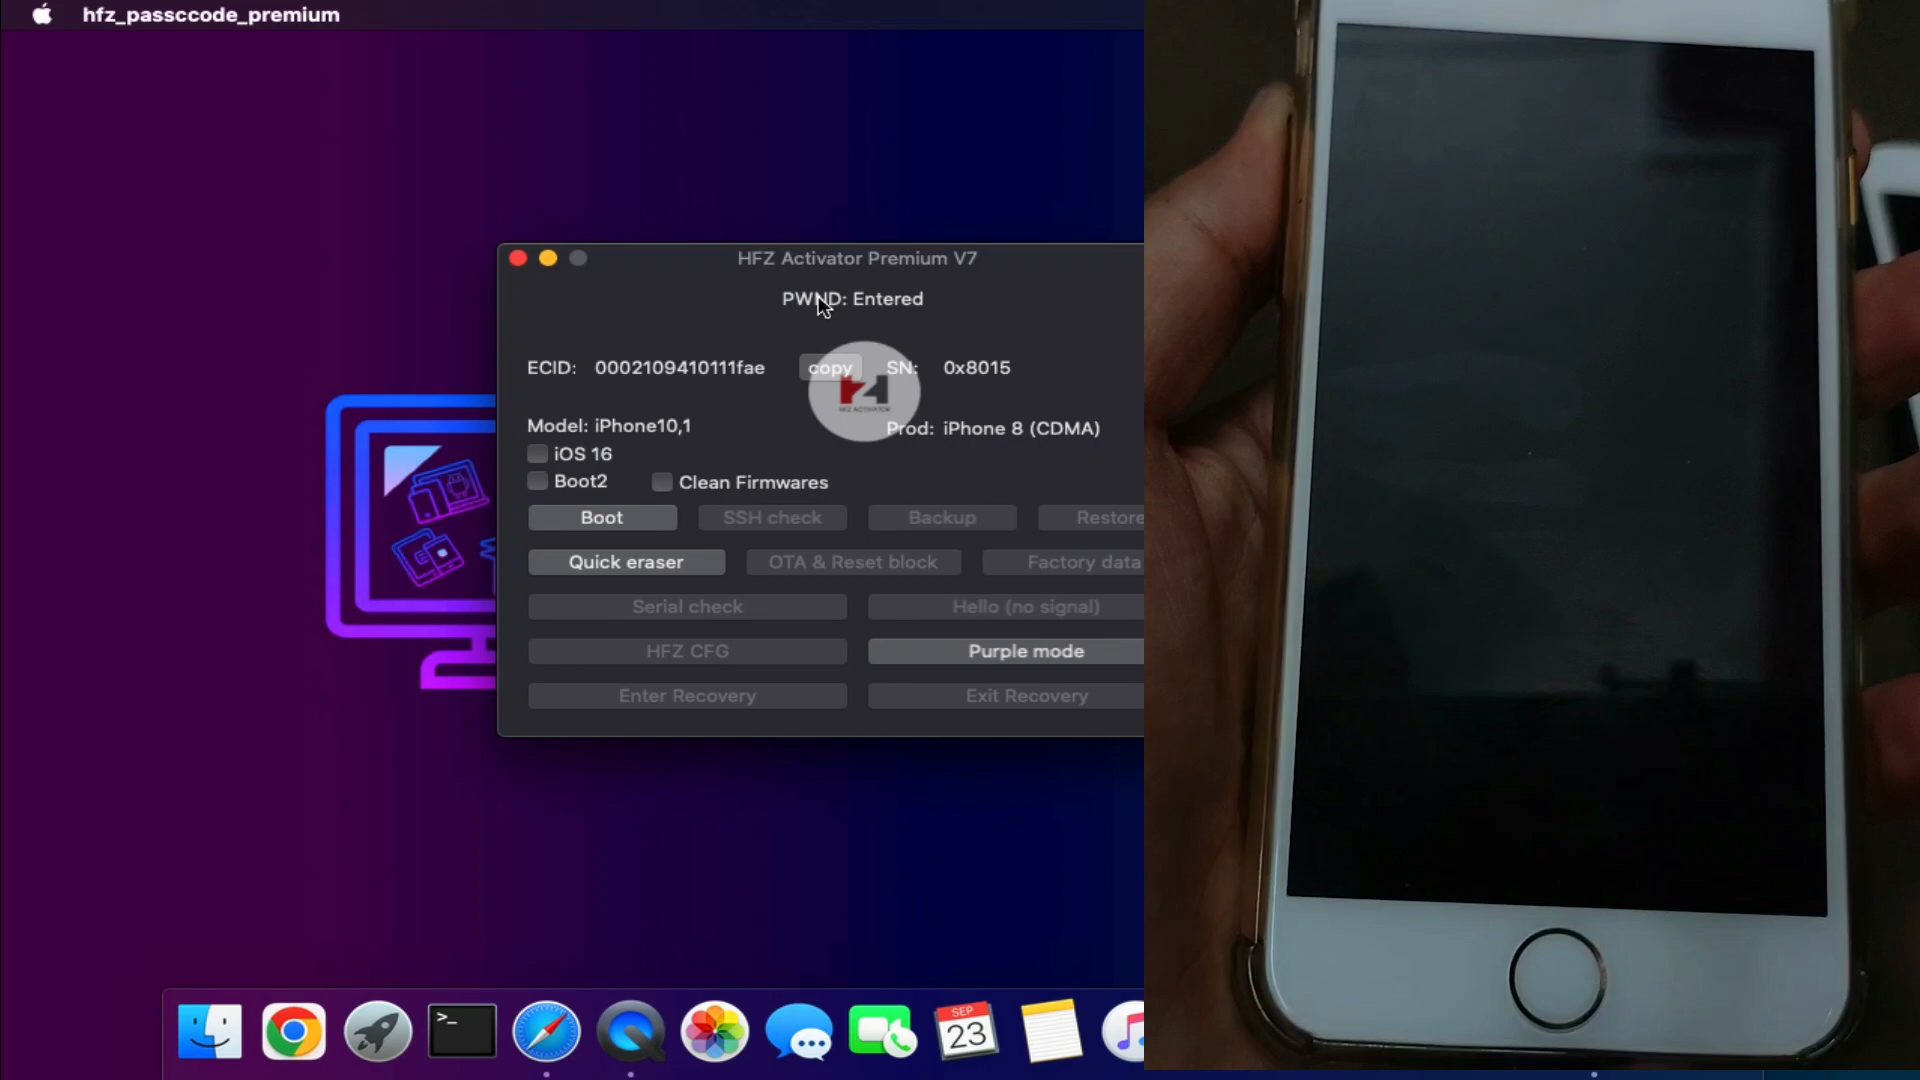 hfz_passccode_premium
HFZ Activator Premium V7
PWND: Entered
ECID: 0002109410111fae copy SN: 0x8015
HFZ ACTIVATOR
Model: iPhone10,1 Prod: iPhone 8 (CDMA)
iOS 16
Boot2 Clean Firmwares
Boot SSH check Backup Restore
Quick eraser OTA & Reset block Factory data
Serial check Hello (no signal)
HFZ CFG Purple mode
Enter Recovery Exit Recovery
>_
SEP
23